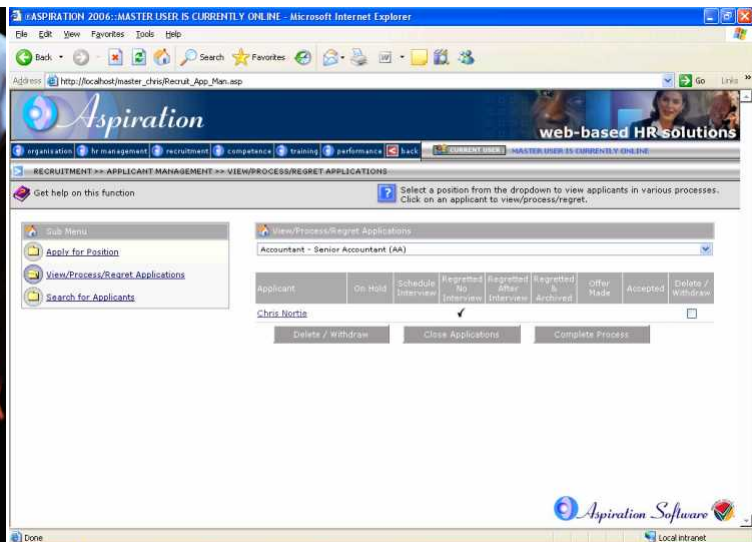 eASPIRATION 2006::MASTER USER IS CURRENTLY ONLINE - Microsoft Internet Explorer
File Edit View Favorites Tools Help
Back Search Favorites
Address http://localhost/master_chris/Recruit_App_Man.asp Go Links
Aspiration
web-based HR solutions
organisation hr management recruitment competence training performance back CURRENT USER: MASTER USER IS CURRENTLY ONLINE
RECRUITMENT >> APPLICANT MANAGEMENT >> VIEW/PROCESS/REGRET APPLICATIONS
Get help on this function
Select a position from the dropdown to view applicants in various processes.
Click on an applicant to view/process/regret.
Sub Menu
Apply for Position
View/Process/Regret Applications
Search for Applicants
View/Process/Regret Applications
Accountant - Senior Accountant (AA)
Applicant On Hold Schedule Interview Regretted No Interview Regretted After Interview Regretted & Archived Offer Made Accepted Delete / Withdraw
Chris Nortie
Delete / Withdraw Close Applications Complete Process
Aspiration Software
Done Local intranet